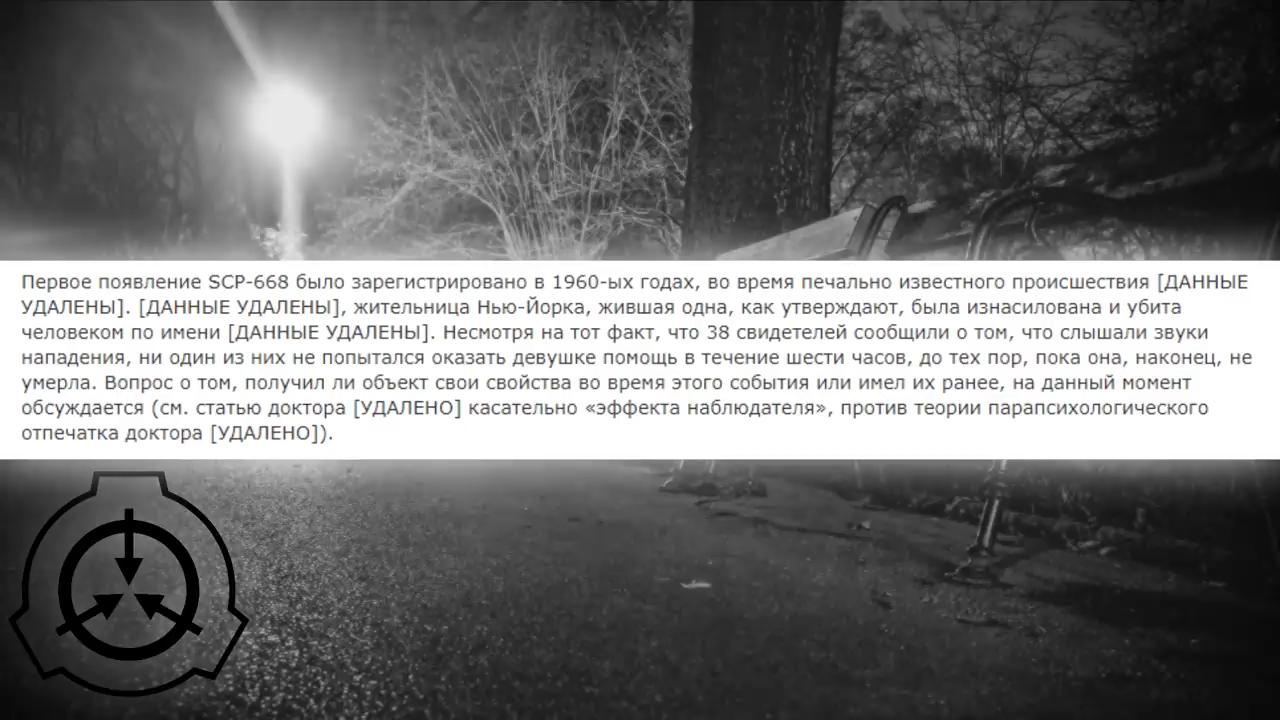 Первое появление SCP-668 было зарегистрировано в 1960-ых годах, во время печально известного происшествия [ДАННЫЕ
УДАЛЕНЫ]. [ДАННЫЕ УДАЛЕНЫ], жительница Нью-Йорка, жившая одна, как утверждают, была изнасилована и убита
человеком по имени [ДАННЫЕ УДАЛЕНЫ]. Несмотря на тот факт, что 38 свидетелей сообщили о том, что слышали звуки
нападения, ни один из них не попытался оказать девушке помощь в течение шести часов, до тех пор, пока она, наконец, не
умерла. Вопрос о том, получил ли объект свои свойства во время этого события или имел их ранее, на данный момент
обсуждается (см. статью доктора [УДАЛЕНО] касательно «эффекта наблюдателя», против теории парапсихологического
отпечатка доктора [УДАЛЕНО]).